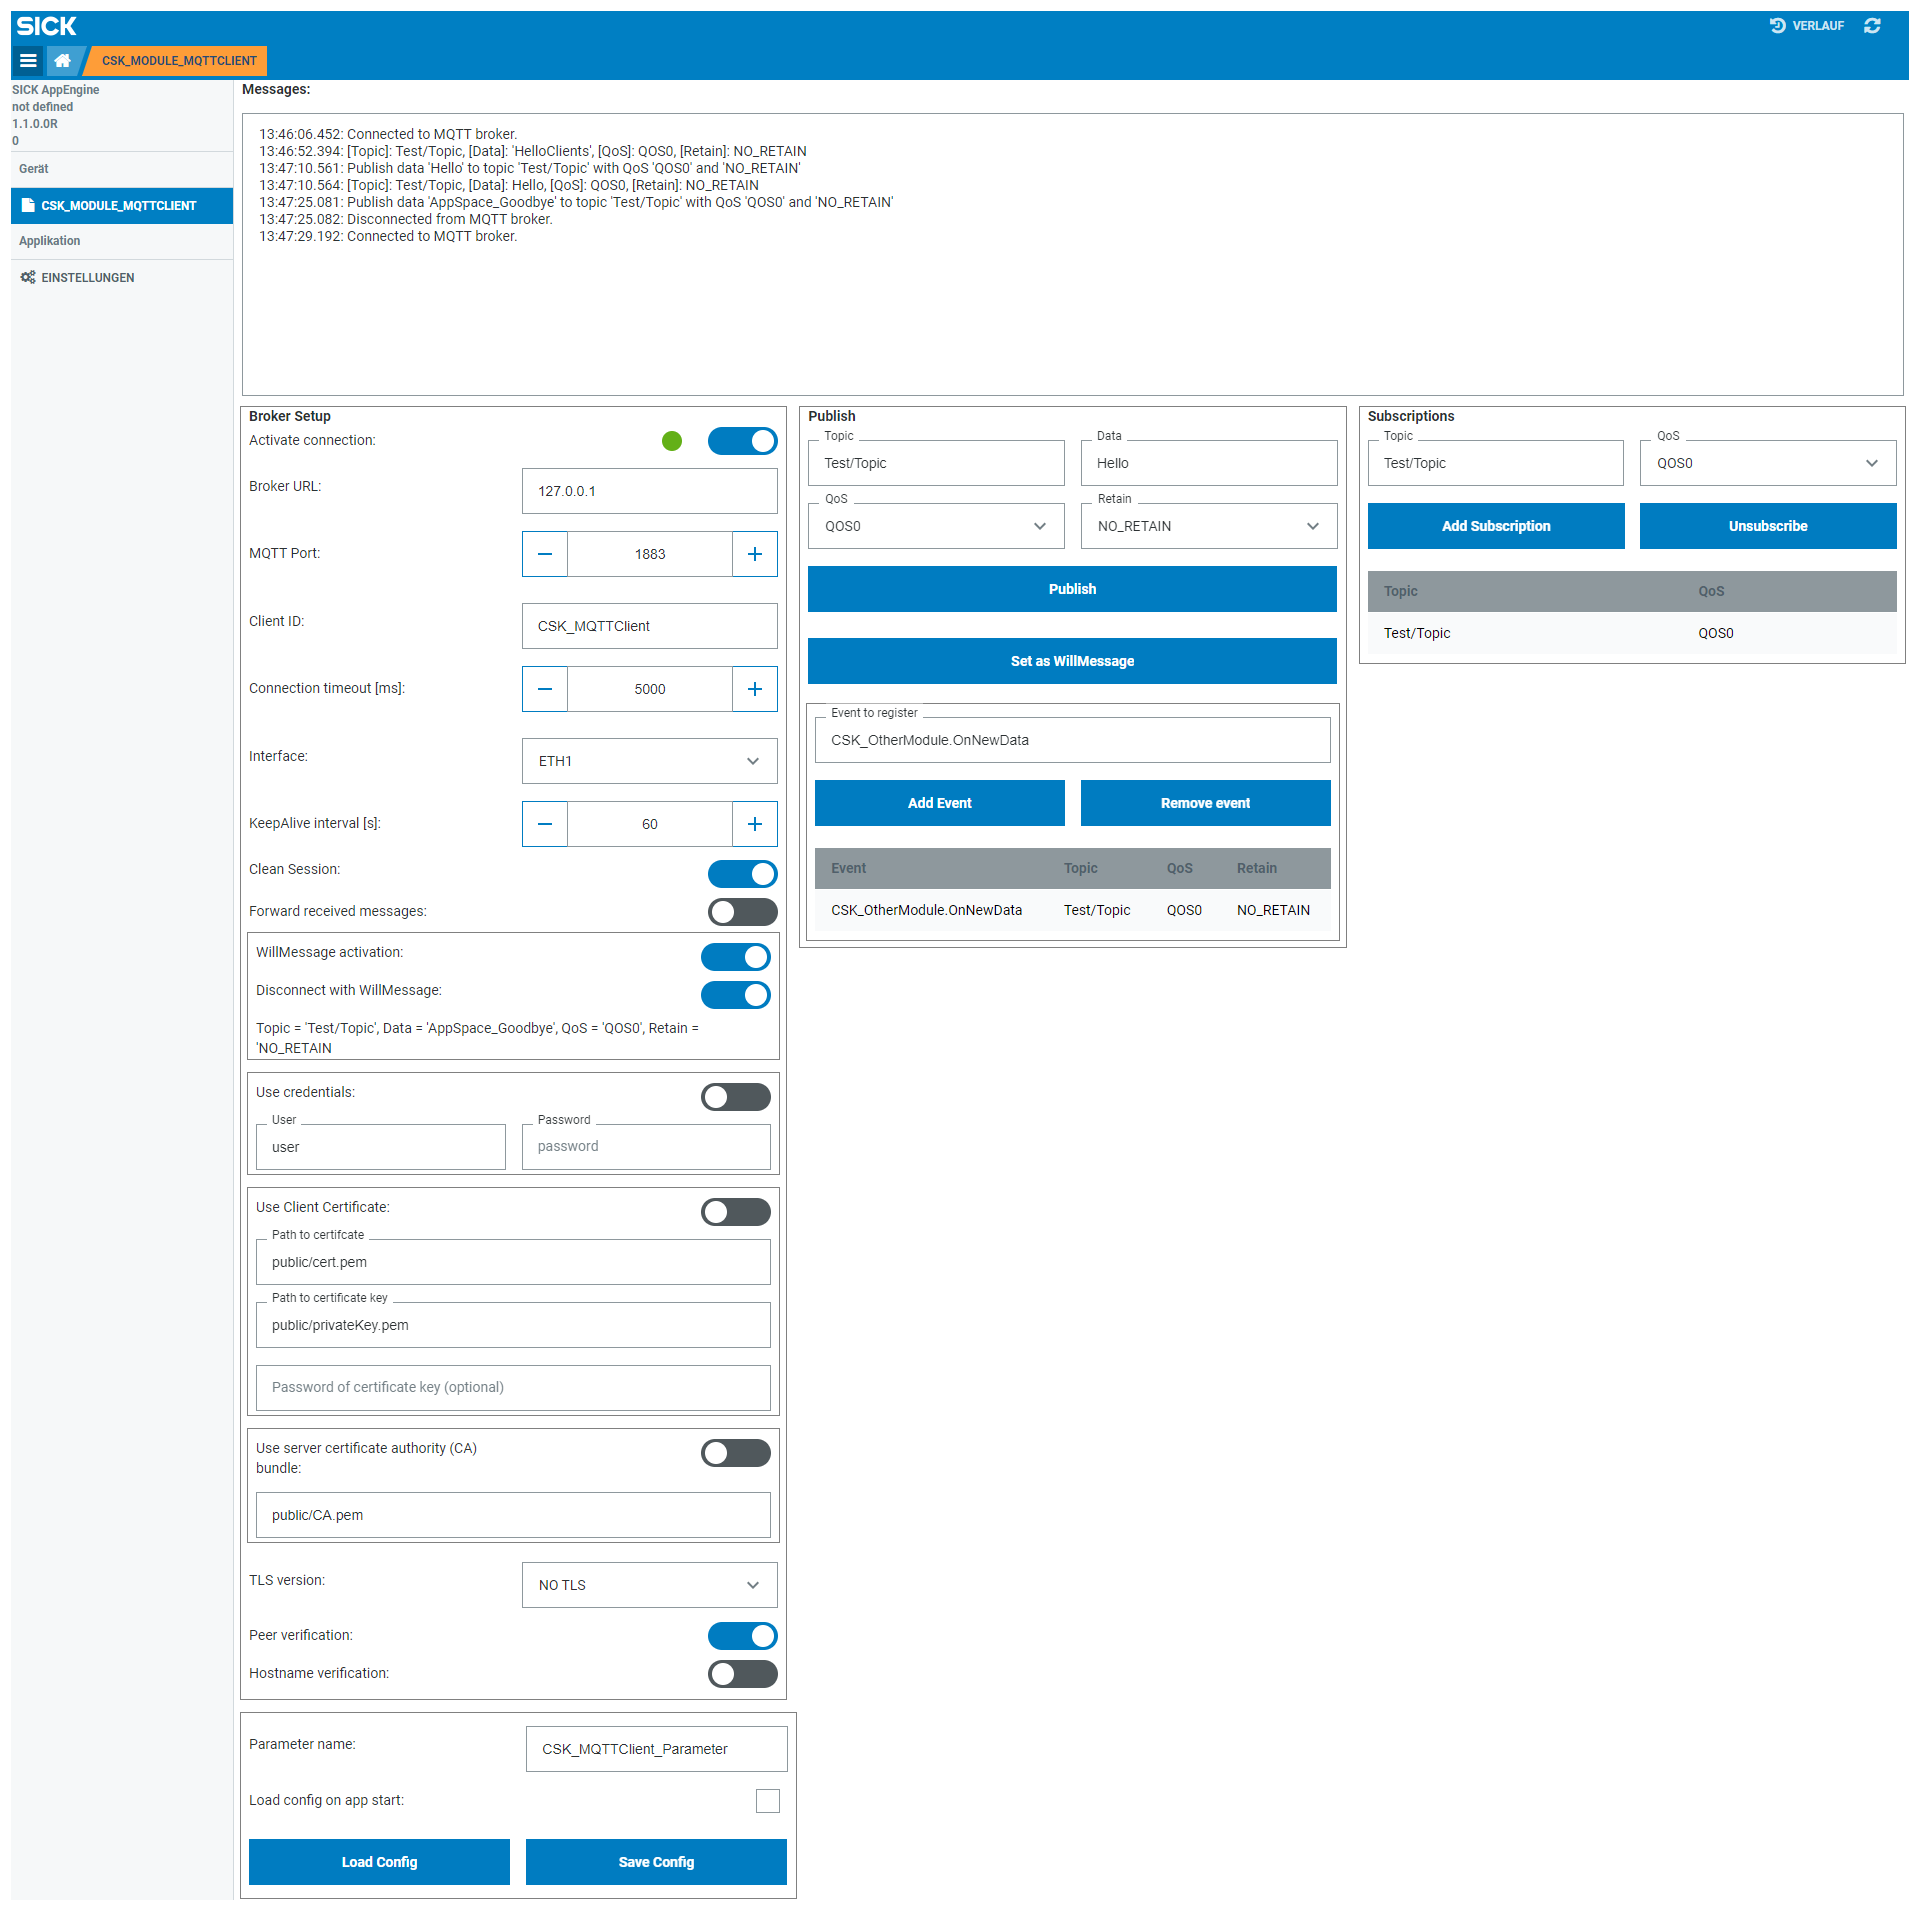 SICK
VERLAUF
CSK_MODULE_MQTTCLIENT
SICK AppEngine
not defined
1.1.0.0R
0
Gerät
CSK_MODULE_MQTTCLIENT
Applikation
EINSTELLUNGEN
Messages:
13:46:06.452: Connected to MQTT broker.
13:46:52.394: [Topic]: Test/Topic, [Data]: 'HelloClients', [QoS]: QOS0, [Retain]: NO_RETAIN
13:47:10.561: Publish data 'Hello' to topic 'Test/Topic' with QoS 'QOS0' and 'NO_RETAIN'
13:47:10.564: [Topic]: Test/Topic, [Data]: Hello, [QoS]: QOS0, [Retain]: NO_RETAIN
13:47:25.081: Publish data 'AppSpace_Goodbye' to topic 'Test/Topic' with QoS 'QOS0' and 'NO_RETAIN'
13:47:25.082: Disconnected from MQTT broker.
13:47:29.192: Connected to MQTT broker.
Broker Setup
Activate connection:
Broker URL:
127.0.0.1
MQTT Port:
1883
Client ID:
CSK_MQTTClient
Connection timeout [ms]:
5000
Interface:
ETH1
KeepAlive interval [s]:
60
Clean Session:
Forward received messages:
WillMessage activation:
Disconnect with WillMessage:
Topic = 'Test/Topic', Data = 'AppSpace_Goodbye', QoS = 'QOS0', Retain =
'NO_RETAIN
Use credentials:
User
user
Password
password
Use Client Certificate:
Path to certifcate
public/cert.pem
Path to certificate key
public/privateKey.pem
Password of certificate key (optional)
Use server certificate authority (CA)
bundle:
public/CA.pem
TLS version:
NO TLS
Peer verification:
Hostname verification:
Parameter name:
CSK_MQTTClient_Parameter
Load config on app start:
Load Config
Save Config
Publish
Topic
Test/Topic
Data
Hello
QoS
QOS0
Retain
NO_RETAIN
Publish
Set as WillMessage
Event to register
CSK_OtherModule.OnNewData
Add Event
Remove event
Event Topic QoS Retain
CSK_OtherModule.OnNewData Test/Topic QOS0 NO_RETAIN
Subscriptions
Topic
Test/Topic
QoS
QOS0
Add Subscription
Unsubscribe
Topic QoS
Test/Topic QOS0